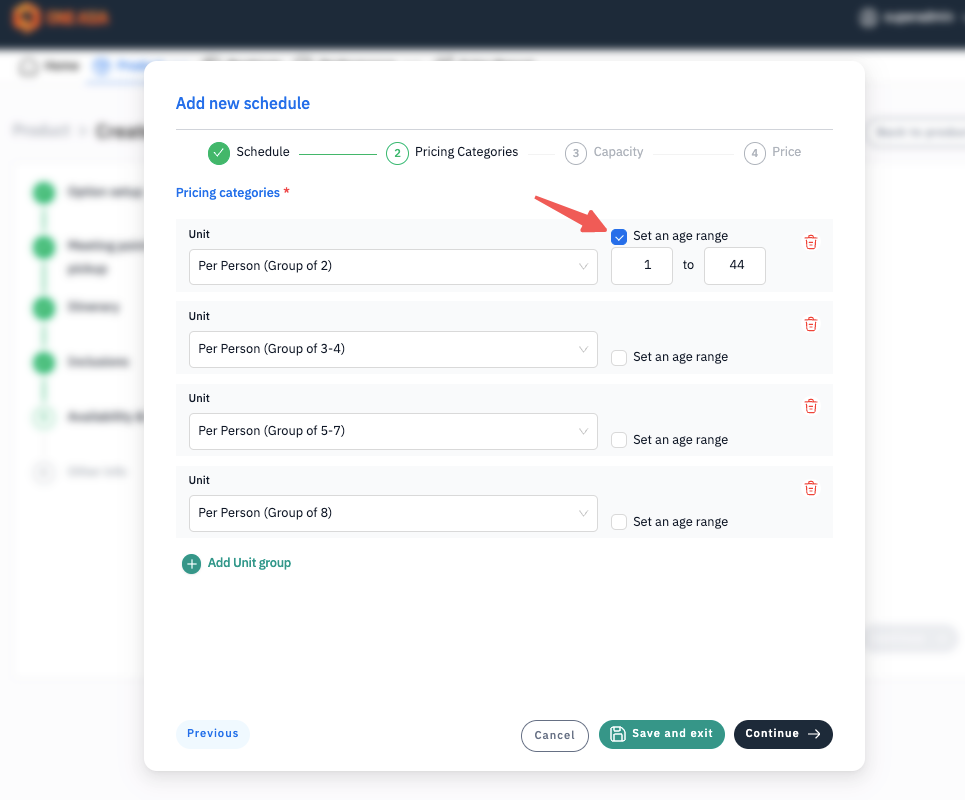 Home
Product
Add new schedule
Schedule
2
Pricing Categories
3
Capacity
4
Price
Pricing categories *
Unit
Set an age range
Per Person (Group of 2)
1
to
44
Unit
Per Person (Group of 3-4)
Set an age range
Unit
Per Person (Group of 5-7)
Set an age range
Unit
Per Person (Group of 8)
Set an age range
Add Unit group
Previous
Cancel
Save and exit
Continue